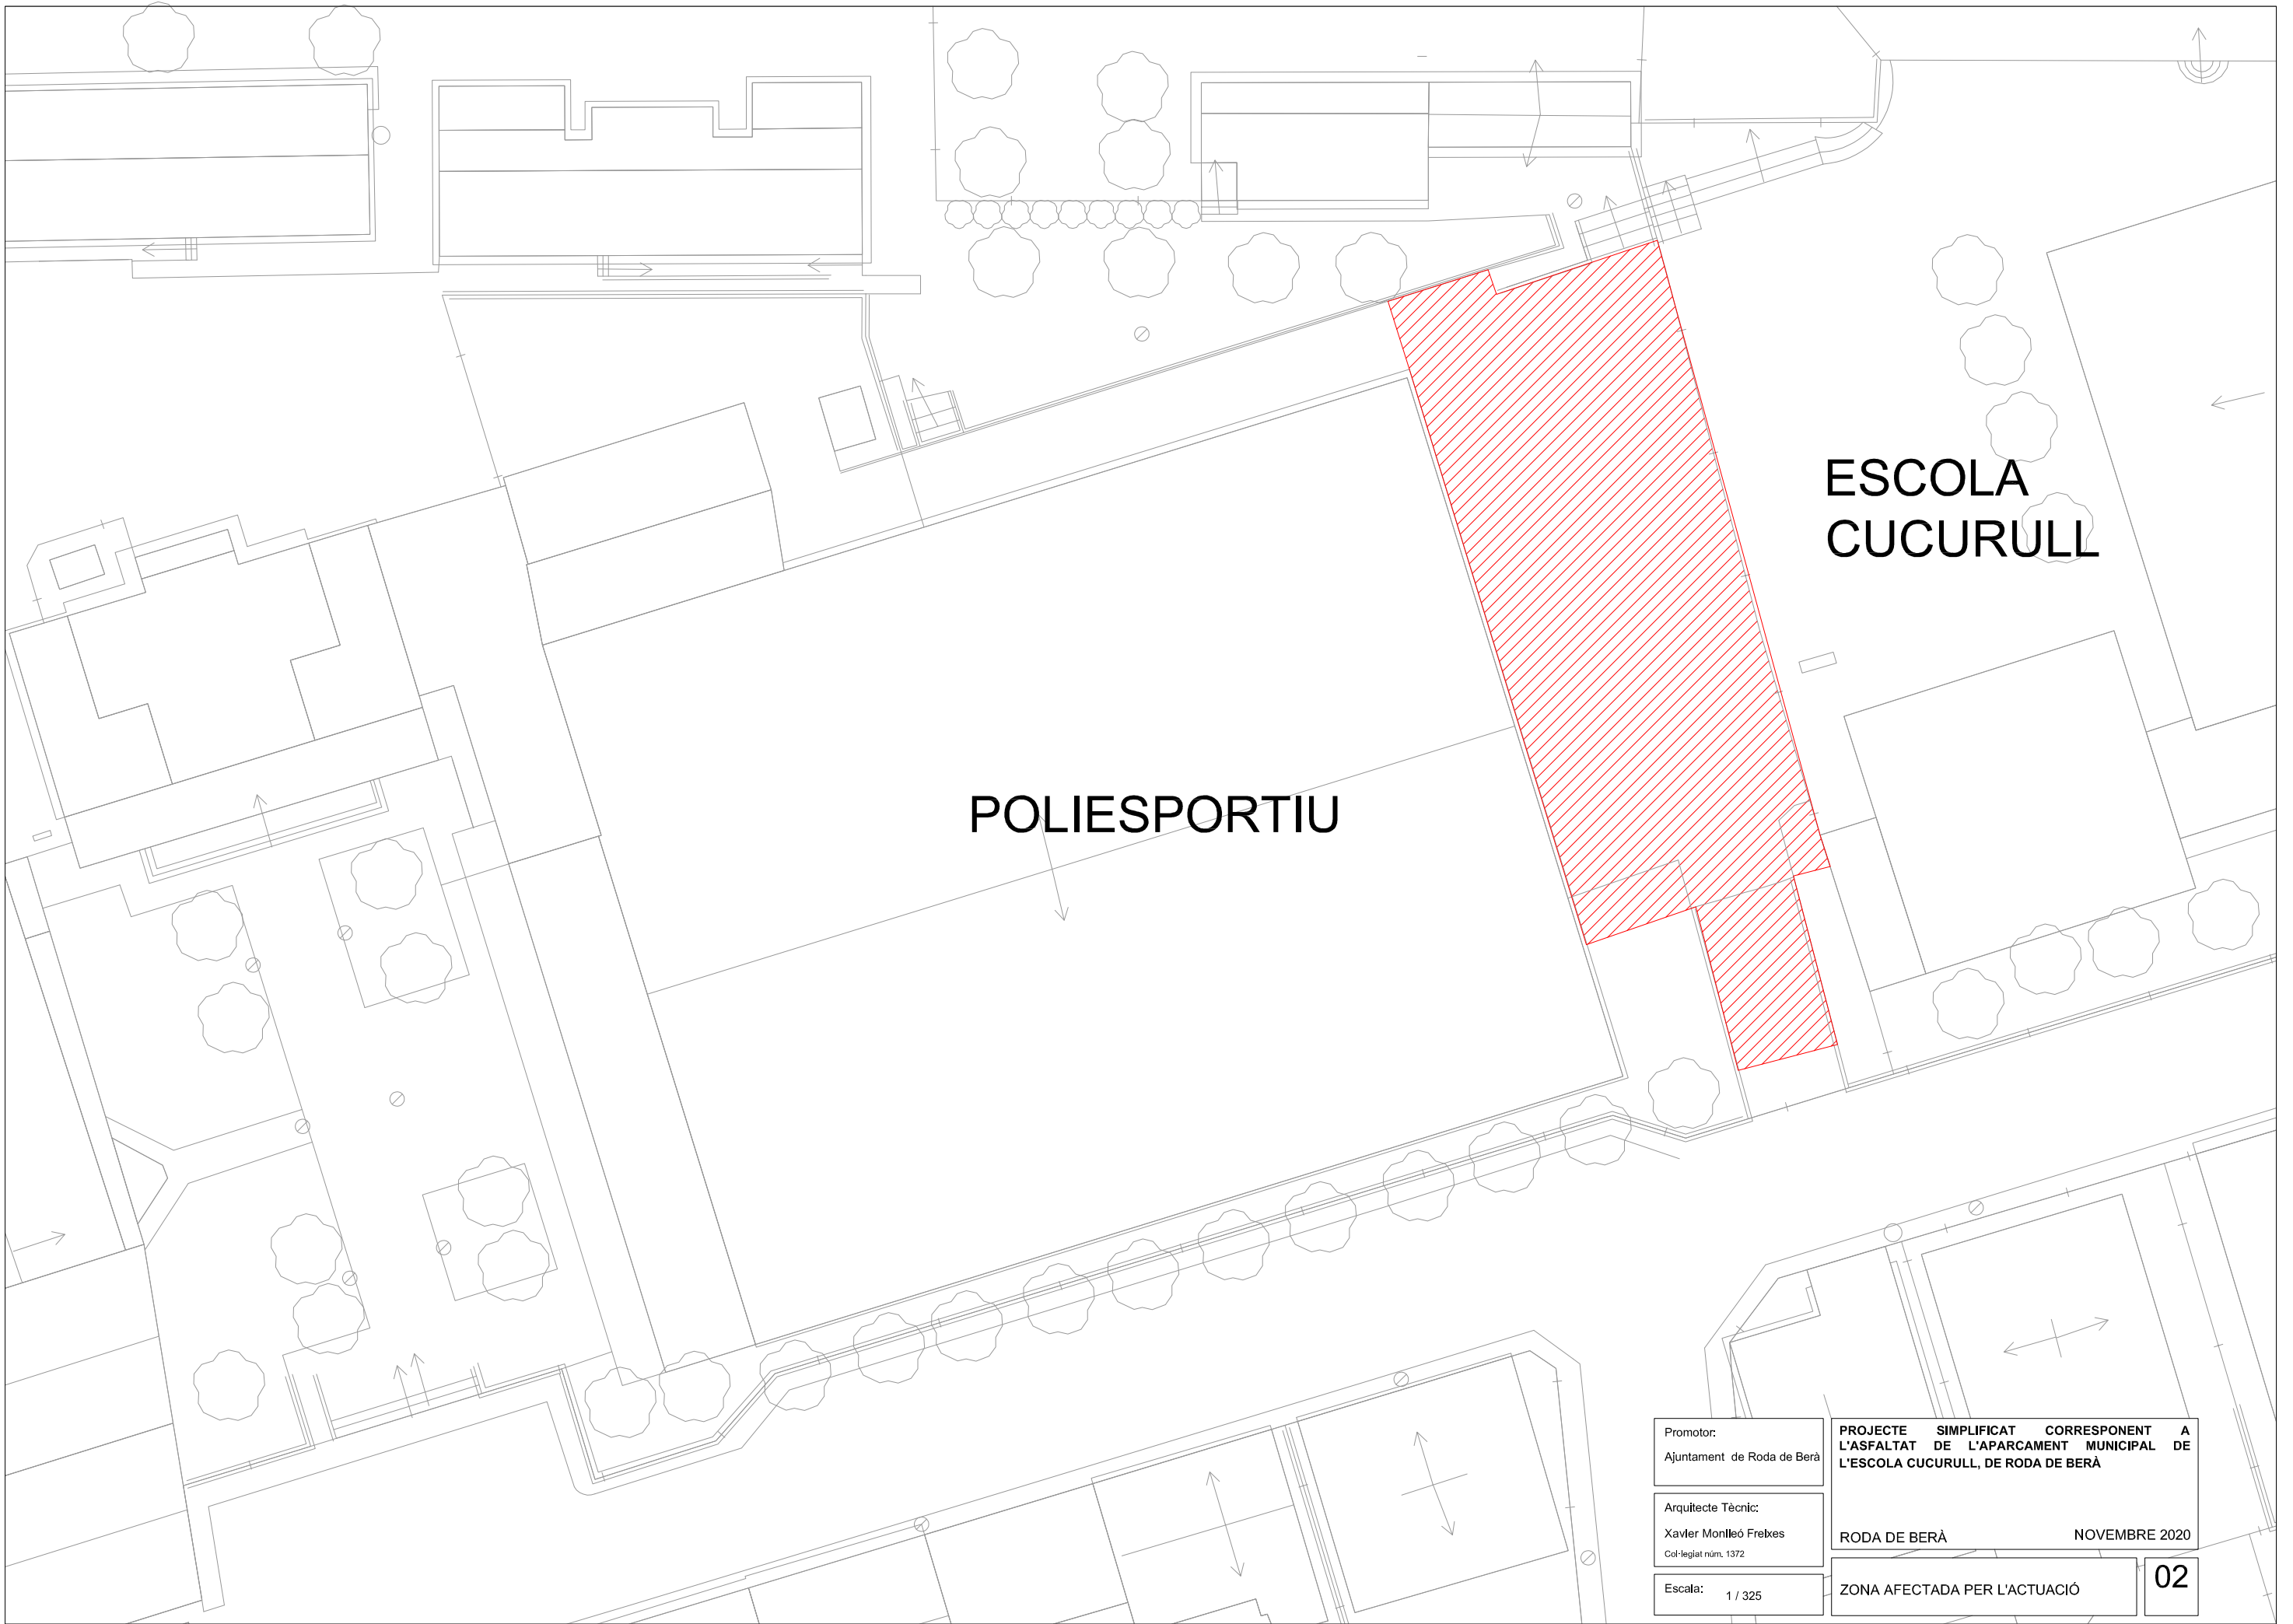 ESCOLA
CUCURULL
POLIESPORTIU
Promotor:
Ajuntament de Roda de Berà
Arquitecte Tècnic:
Xavier Monlleó Freixes
Col·legiat núm. 1372
Escala: 1 / 325
PROJECTE SIMPLIFICAT CORRESPONENT A
L'ASFALTAT DE L'APARCAMENT MUNICIPAL DE
L'ESCOLA CUCURULL, DE RODA DE BERÀ
RODA DE BERÀ NOVEMBRE 2020
ZONA AFECTADA PER L'ACTUACIÓ
02